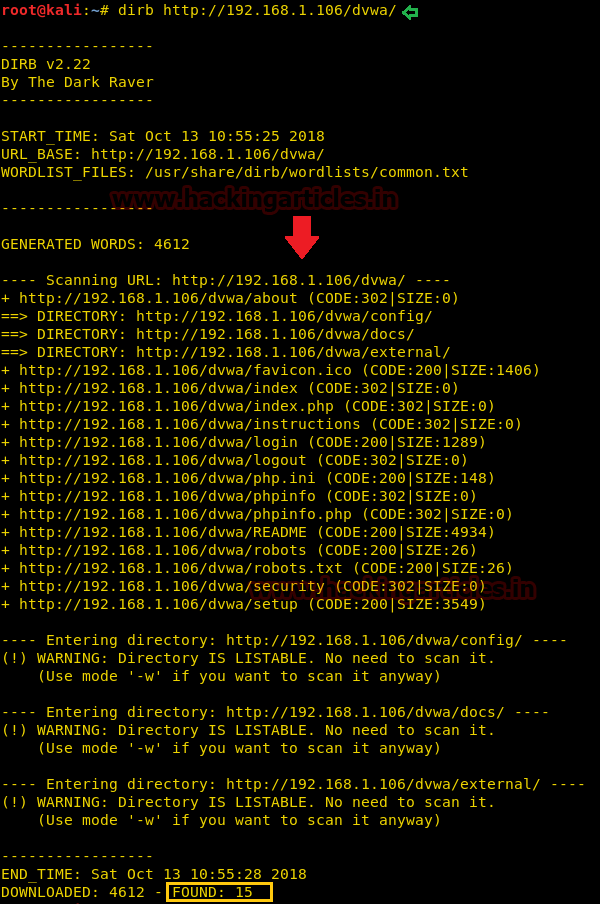 root@kali:~# dirb http://192.168.1.106/dvwa/
-----------------
DIRB v2.22
By The Dark Raver
-----------------
START_TIME: Sat Oct 13 10:55:25 2018
URL_BASE: http://192.168.1.106/dvwa/
WORDLIST_FILES: /usr/share/dirb/wordlists/common.txt
www.hackingarticles.in
-----------------
GENERATED WORDS: 4612
---- Scanning URL: http://192.168.1.106/dvwa/ ----
+ http://192.168.1.106/dvwa/about (CODE:302|SIZE:0)
==> DIRECTORY: http://192.168.1.106/dvwa/config/
==> DIRECTORY: http://192.168.1.106/dvwa/docs/
==> DIRECTORY: http://192.168.1.106/dvwa/external/
+ http://192.168.1.106/dvwa/favicon.ico (CODE:200|SIZE:1406)
+ http://192.168.1.106/dvwa/index (CODE:302|SIZE:0)
+ http://192.168.1.106/dvwa/index.php (CODE:302|SIZE:0)
+ http://192.168.1.106/dvwa/instructions (CODE:302|SIZE:0)
+ http://192.168.1.106/dvwa/login (CODE:200|SIZE:1289)
+ http://192.168.1.106/dvwa/logout (CODE:302|SIZE:0)
+ http://192.168.1.106/dvwa/php.ini (CODE:200|SIZE:148)
+ http://192.168.1.106/dvwa/phpinfo (CODE:302|SIZE:0)
+ http://192.168.1.106/dvwa/phpinfo.php (CODE:302|SIZE:0)
+ http://192.168.1.106/dvwa/README (CODE:200|SIZE:4934)
+ http://192.168.1.106/dvwa/robots (CODE:200|SIZE:26)
+ http://192.168.1.106/dvwa/robots.txt (CODE:200|SIZE:26)
+ http://192.168.1.106/dvwa/security (CODE:302|SIZE:0)
www.hackingarticles.in
+ http://192.168.1.106/dvwa/setup (CODE:200|SIZE:3549)
---- Entering directory: http://192.168.1.106/dvwa/config/ ----
(!) WARNING: Directory IS LISTABLE. No need to scan it.
(Use mode '-w' if you want to scan it anyway)
---- Entering directory: http://192.168.1.106/dvwa/docs/ ----
(!) WARNING: Directory IS LISTABLE. No need to scan it.
(Use mode '-w' if you want to scan it anyway)
---- Entering directory: http://192.168.1.106/dvwa/external/ ----
(!) WARNING: Directory IS LISTABLE. No need to scan it.
(Use mode '-w' if you want to scan it anyway)
-----------------
END_TIME: Sat Oct 13 10:55:28 2018
DOWNLOADED: 4612 - FOUND: 15